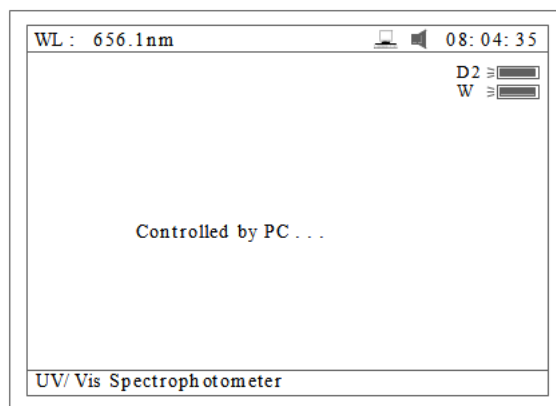 WL: 656.1nm 08:04:35
D2
W
Controlled by PC...
UV/Vis Spectrophotometer